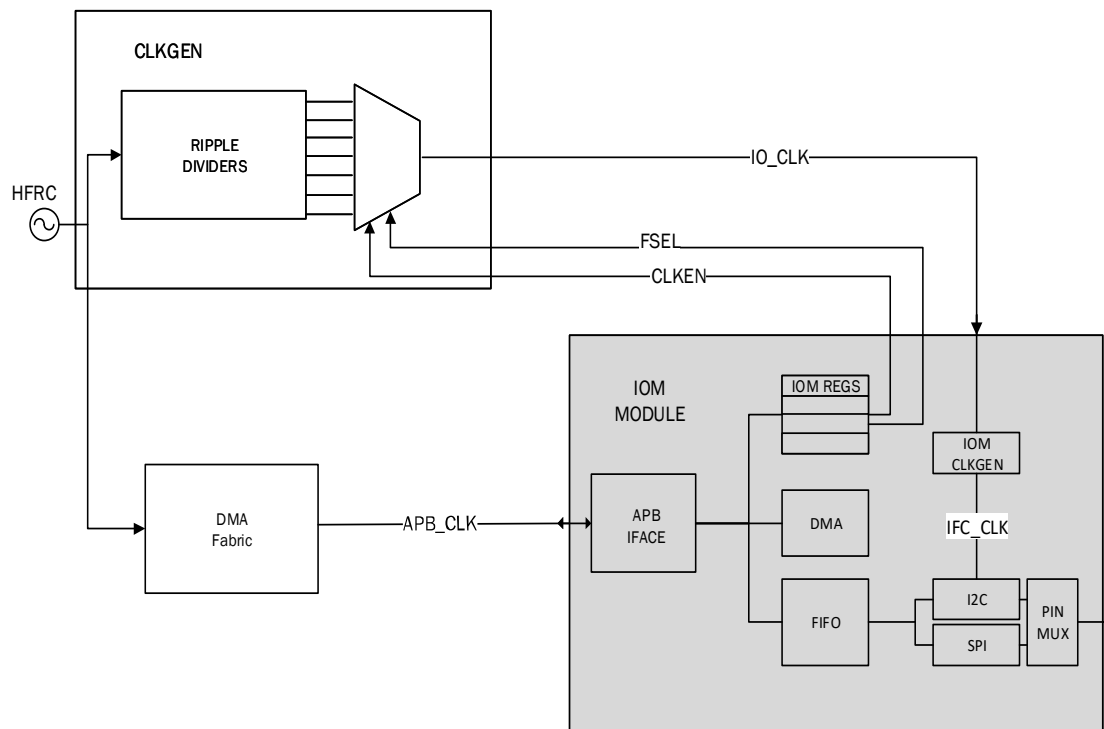 CLKGEN
RIPPLE
DIVIDERS
IO_CLK
HFRC
FSEL
CLKEN
IOM
MODULE
IOM REGS
IOM
CLKGEN
DMA
Fabric
APB_CLK
APB
IFACE
DMA
IFC_CLK
FIFO
I2C
SPI
PIN
MUX